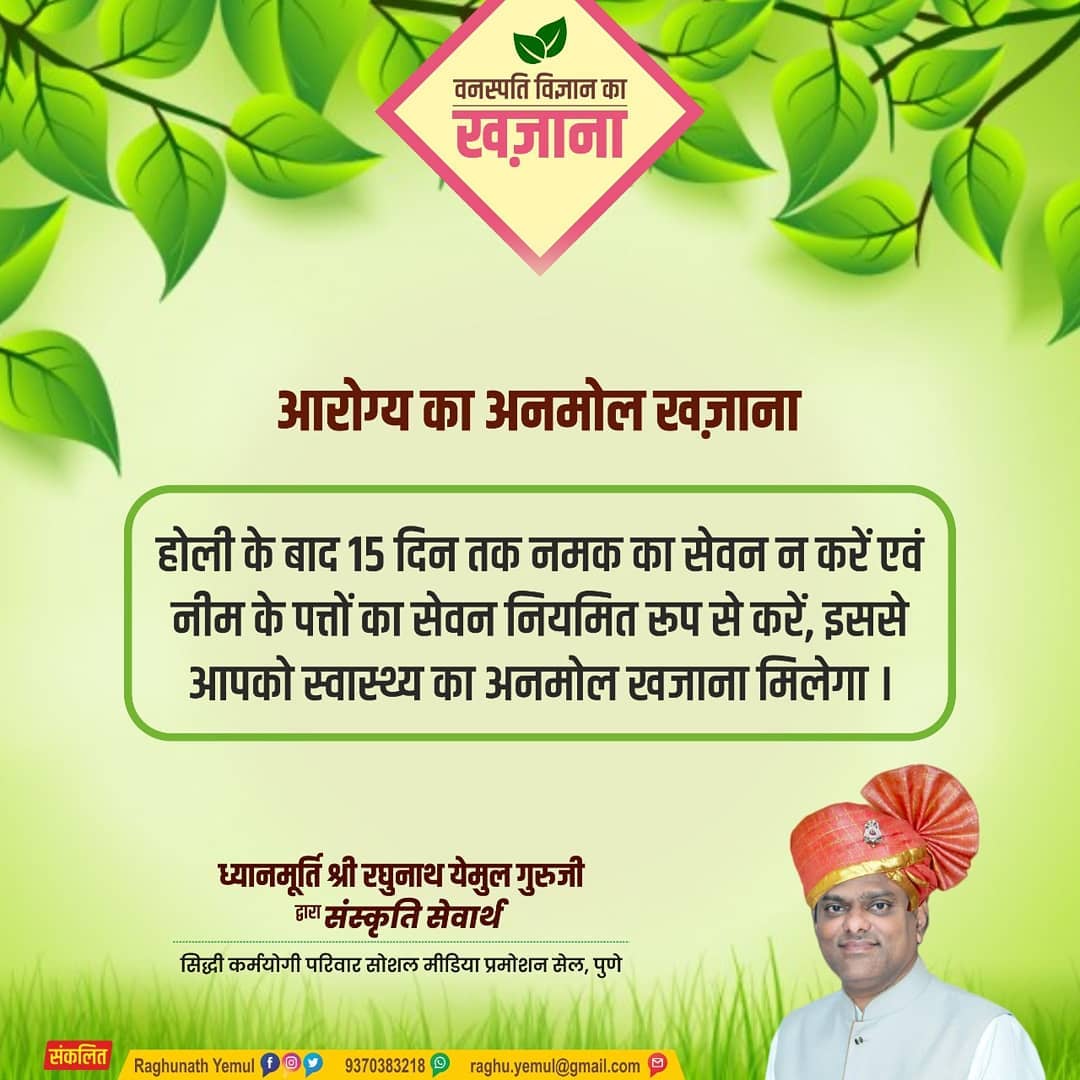 वनस्पति विज्ञान का
खज़ाना
आरोग्य का अनमोल खज़ाना
होली के बाद 15 दिन तक नमक का सेवन न करें एवं
नीम के पत्तों का सेवन नियमित रूप से करें, इससे
आपको स्वास्थ्य का अनमोल खजाना मिलेगा ।
ध्यानमूर्ति श्री रघुनाथ येमुल गुरुजी
द्वारा संस्कृति सेवार्थ
सिद्धी कर्मयोगी परिवार सोशल मीडिया प्रमोशन सेल, पुणे
संकलित Raghunath Yemul 9370383218 raghu.yemul@gmail.com